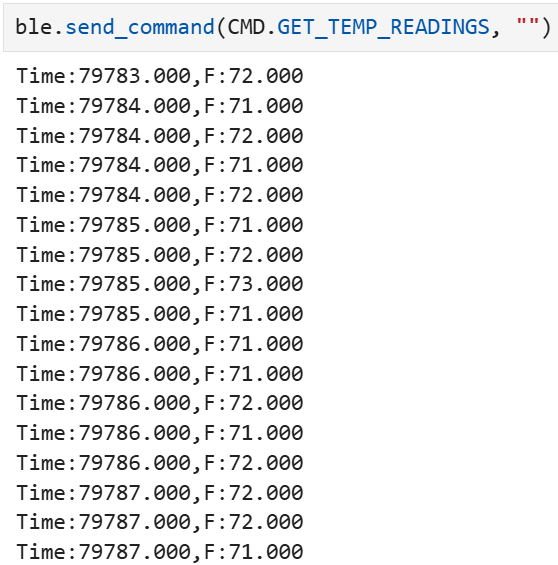 ble.send_command(CMD.GET_TEMP_READINGS, "")
Time:79783.000,F:72.000
Time:79784.000,F:71.000
Time:79784.000,F:72.000
Time:79784.000,F:71.000
Time:79784.000,F:72.000
Time:79785.000,F:71.000
Time:79785.000,F:72.000
Time:79785.000,F:73.000
Time:79785.000,F:71.000
Time:79786.000,F:71.000
Time:79786.000,F:71.000
Time:79786.000,F:72.000
Time:79786.000,F:71.000
Time:79786.000,F:72.000
Time:79787.000,F:72.000
Time:79787.000,F:72.000
Time:79787.000,F:71.000